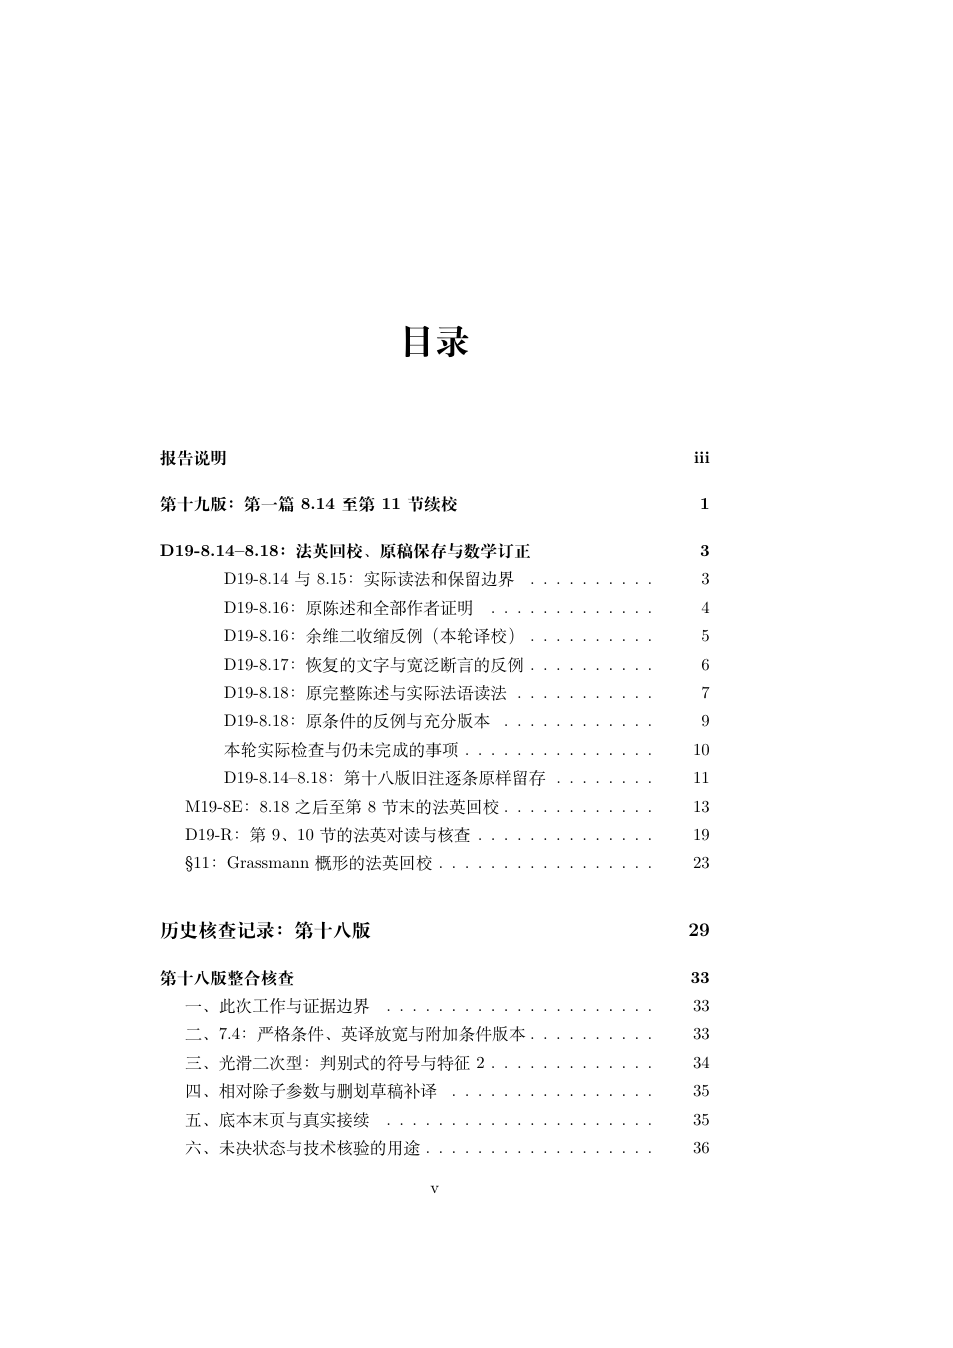 目录
报告说明 iii
第十九版：第一篇 8.14 至第 11 节续校 1
D19-8.14–8.18：法英回校、原稿保存与数学订正 3
D19-8.14 与 8.15：实际读法和保留边界 . . . . . . . . . . 3
D19-8.16：原陈述和全部作者证明 . . . . . . . . . . . . . 4
D19-8.16：余维二收缩反例（本轮译校） . . . . . . . . . . 5
D19-8.17：恢复的文字与宽泛断言的反例 . . . . . . . . . . 6
D19-8.18：原完整陈述与实际法语读法 . . . . . . . . . . . 7
D19-8.18：原条件的反例与充分版本 . . . . . . . . . . . . 9
本轮实际检查与仍未完成的事项 . . . . . . . . . . . . . . . 10
D19-8.14–8.18：第十八版旧注逐条原样留存 . . . . . . . . 11
M19-8E：8.18 之后至第 8 节末的法英回校 . . . . . . . . . . . . 13
D19-R：第 9、10 节的法英对读与核查 . . . . . . . . . . . . . . 19
§11：Grassmann 概形的法英回校 . . . . . . . . . . . . . . . . . 23
历史核查记录：第十八版 29
第十八版整合核查 33
一、此次工作与证据边界 . . . . . . . . . . . . . . . . . . . . . 33
二、7.4：严格条件、英译放宽与附加条件版本 . . . . . . . . . . 33
三、光滑二次型：判别式的符号与特征 2 . . . . . . . . . . . . . 34
四、相对除子参数与删划草稿补译 . . . . . . . . . . . . . . . . 35
五、底本末页与真实接续 . . . . . . . . . . . . . . . . . . . . . 35
六、未决状态与技术核验的用途 . . . . . . . . . . . . . . . . . . 36
v